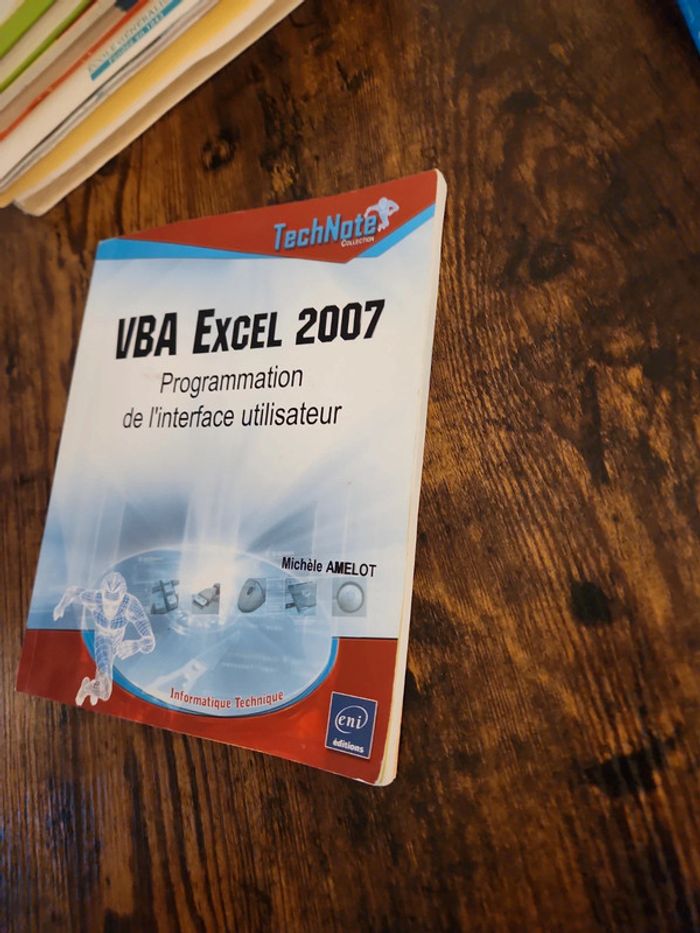 TechNote
COLLECTION
VBA EXCEL 2007
Programmation
de l'interface utilisateur
Michèle AMELOT
Informatique Technique
eni
éditions